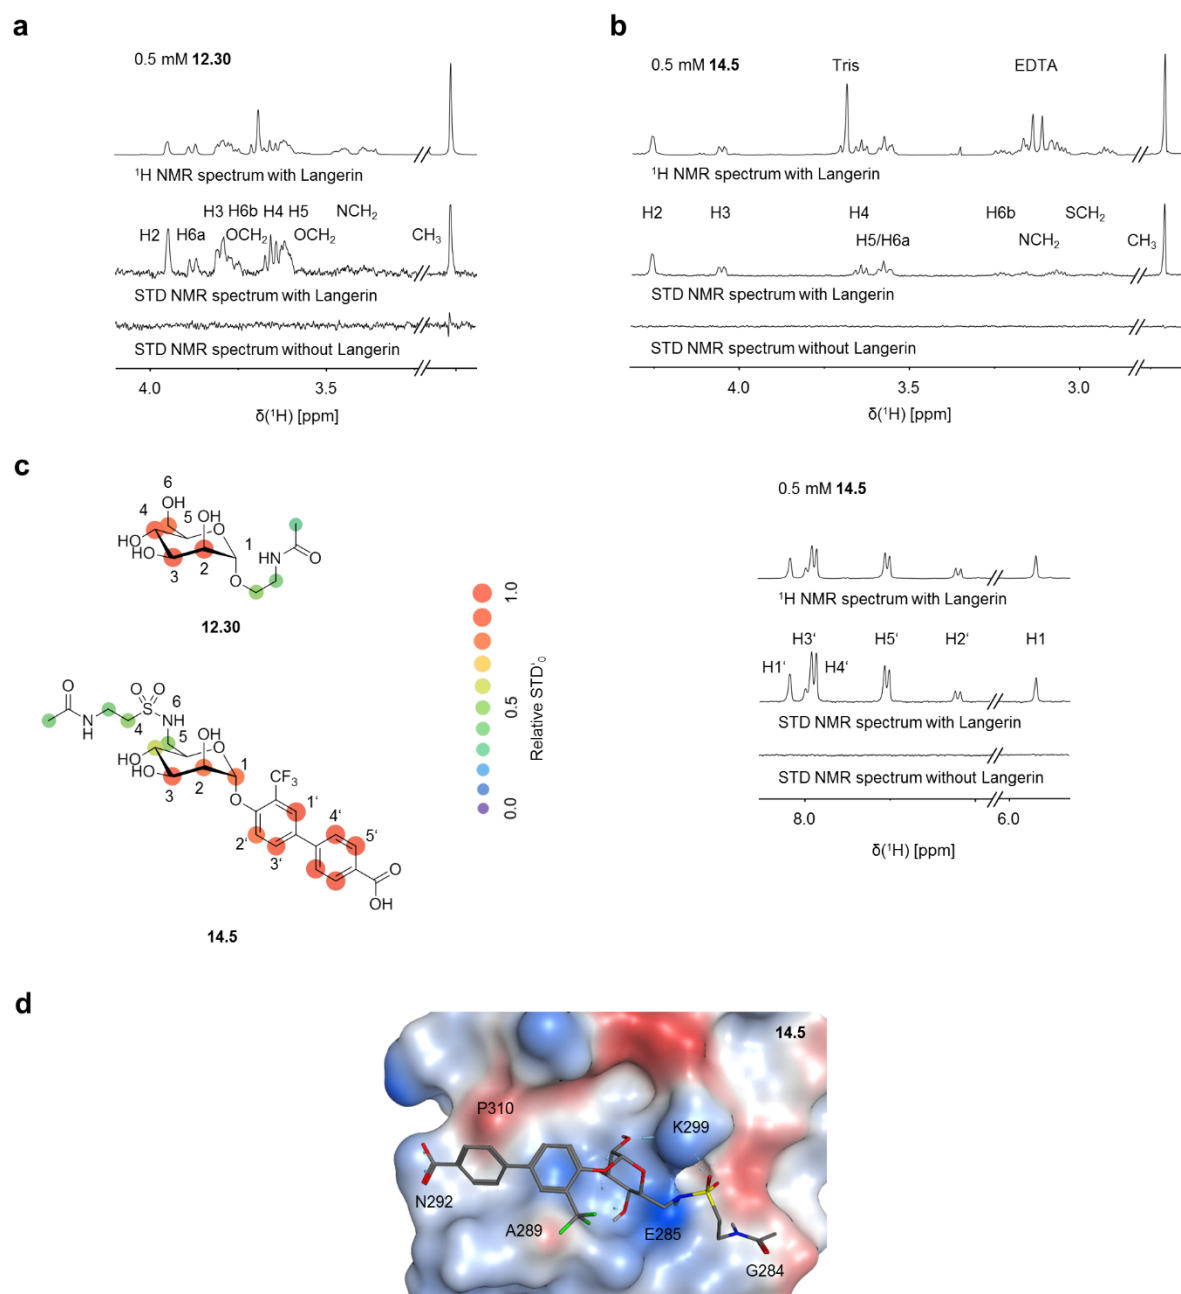 a
0.5 mM 12.30
¹H NMR spectrum with Langerin
H3 H6b H4 H5 NCH₂
H2 H6a OCH₂ OCH₂ CH₃
STD NMR spectrum with Langerin
STD NMR spectrum without Langerin
4.0 3.5
δ(¹H) [ppm]
b
0.5 mM 14.5 Tris EDTA
¹H NMR spectrum with Langerin
H2 H3 H4 H6b SCH₂
H5/H6a NCH₂ CH₃
STD NMR spectrum with Langerin
STD NMR spectrum without Langerin
4.0 3.5 3.0
δ(¹H) [ppm]
0.5 mM 14.5
¹H NMR spectrum with Langerin
H3‘ H5‘ H2‘ H1
H1‘ H4‘
STD NMR spectrum with Langerin
STD NMR spectrum without Langerin
8.0 6.0
δ(¹H) [ppm]
c
6
OH
4 5 OH
HO O 1
HO NH
3 2 O
O
12.30
O O O
6
S
N NH
H 4 5 OH
HO O 1
HO CF₃
3 2 O 1‘
2‘ 4‘ 5‘
3‘ O
OH
14.5
1.0
0.5
0.0
Relative STD‘₀
d
14.5
P310
K299
N292
A289
E285
G284